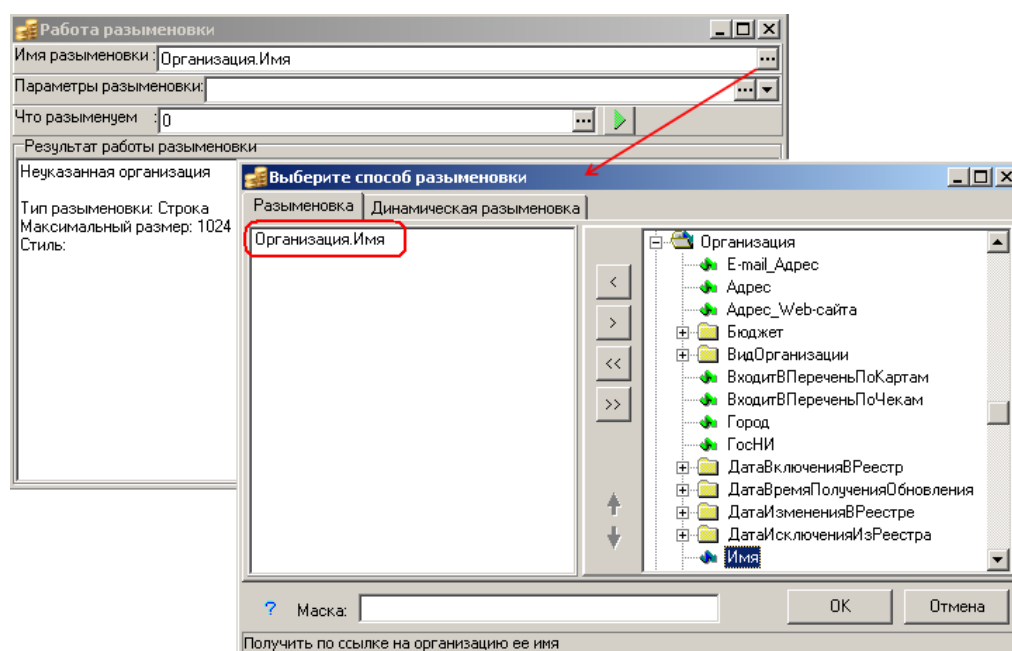 Работа разыменовки
Имя разыменовки : Организация.Имя ...
Параметры разыменовки: ...
Что разыменуем : 0 ...
Результат работы разыменовки
Неуказанная организация
Тип разыменовки: Строка
Максимальный размер: 1024
Стиль:
Выберите способ разыменовки
Разыменовка Динамическая разыменовка
Организация.Имя
<
>
<<
>>
Организация
E-mail_Адрес
Адрес
Адрес_Web-сайта
Бюджет
ВидОрганизации
ВходитВПереченьПоКартам
ВходитВПереченьПоЧекам
Город
ГосНИ
ДатаВключенияВРеестр
ДатаВремяПолученияОбновления
ДатаИзмененияВРеестре
ДатаИсключенияИзРеестра
Имя
? Маска: OK Отмена
Получить по ссылке на организацию ее имя